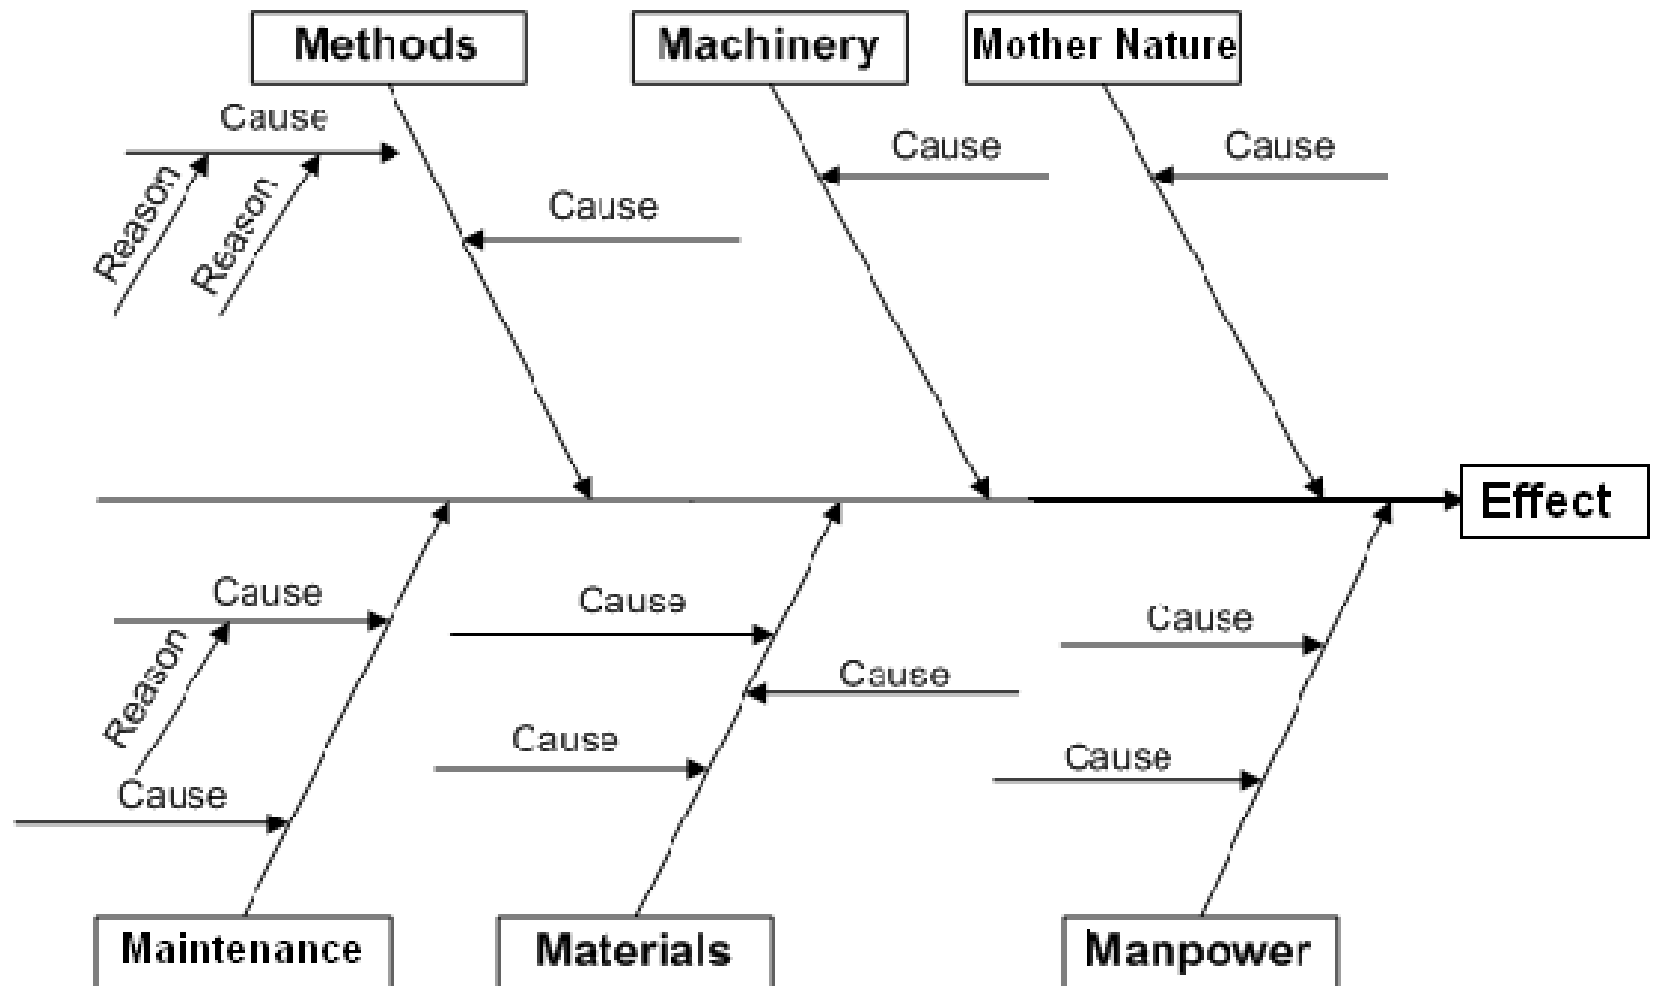 Methods
Machinery
Mother Nature
Cause
Cause
Cause
Reason
Reason
Cause
Effect
Cause
Cause
Cause
Reason
Cause
Cause
Cause
Cause
Maintenance
Materials
Manpower